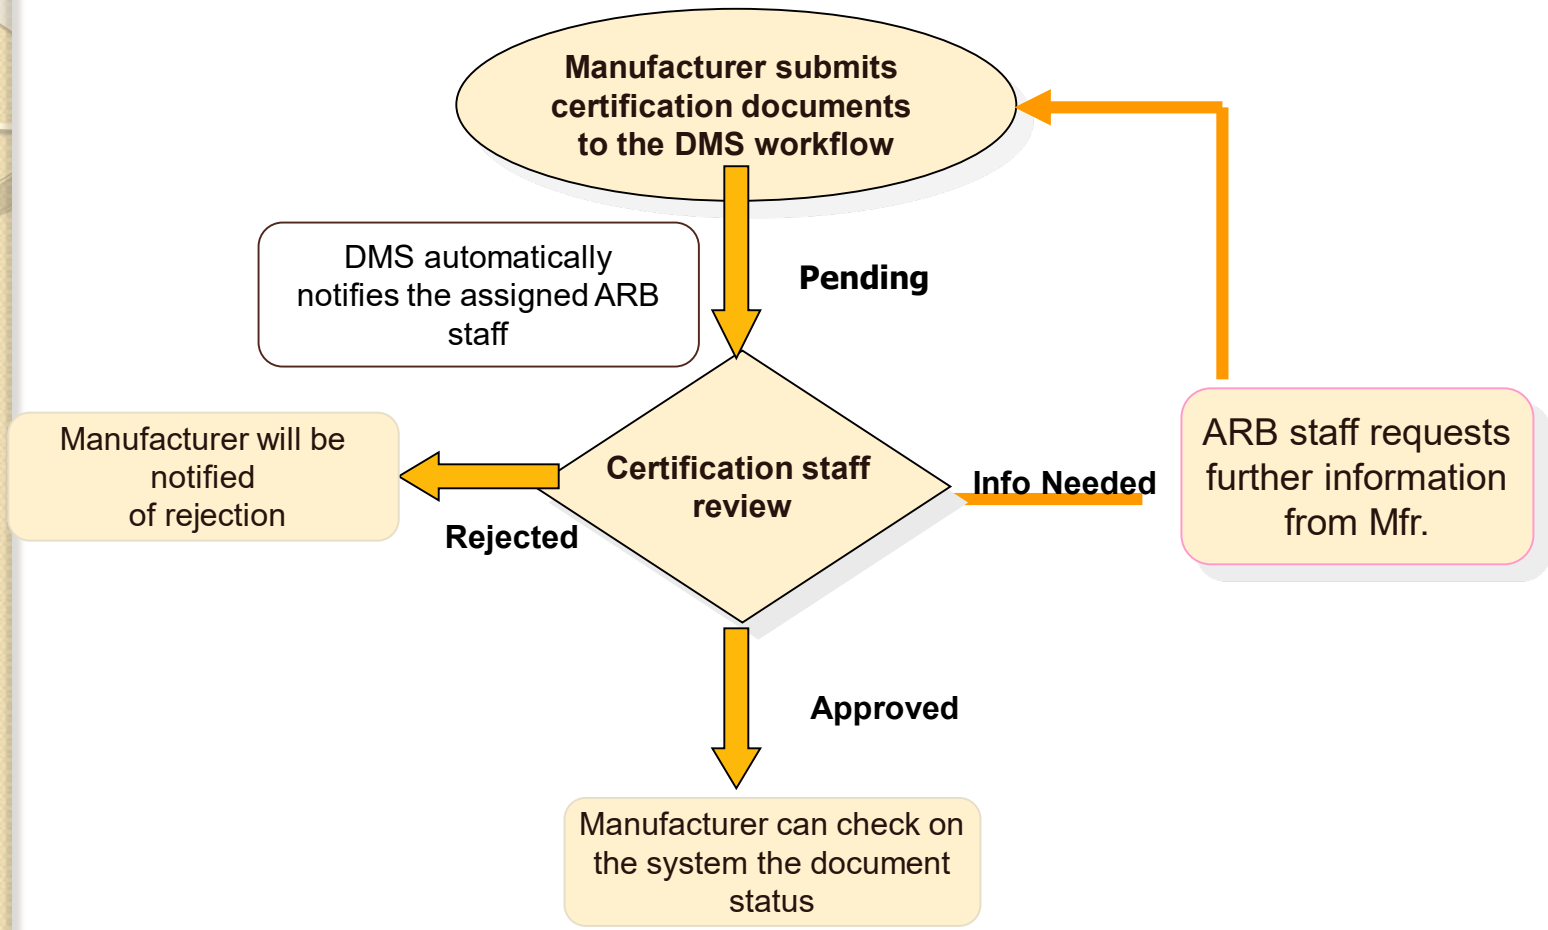 Manufacturer submits
certification documents
to the DMS workflow
DMS automatically
notifies the assigned ARB
staff
Pending
Manufacturer will be
notified
of rejection
Rejected
Certification staff
review
Info Needed
ARB staff requests
further information
from Mfr.
Approved
Manufacturer can check on
the system the document
status